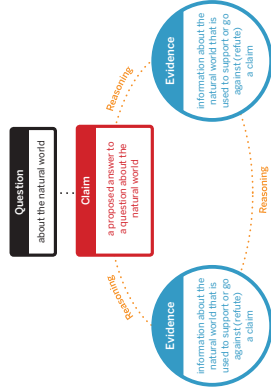 Question
about the natural world
Claim
a proposed answer to
a question about the
natural world
Reasoning
Reasoning
Evidence
information about the
natural world that is
used to support or go
against (refute)
a claim
Evidence
information about the
natural world that is
used to support or go
against (refute)
a claim
Reasoning